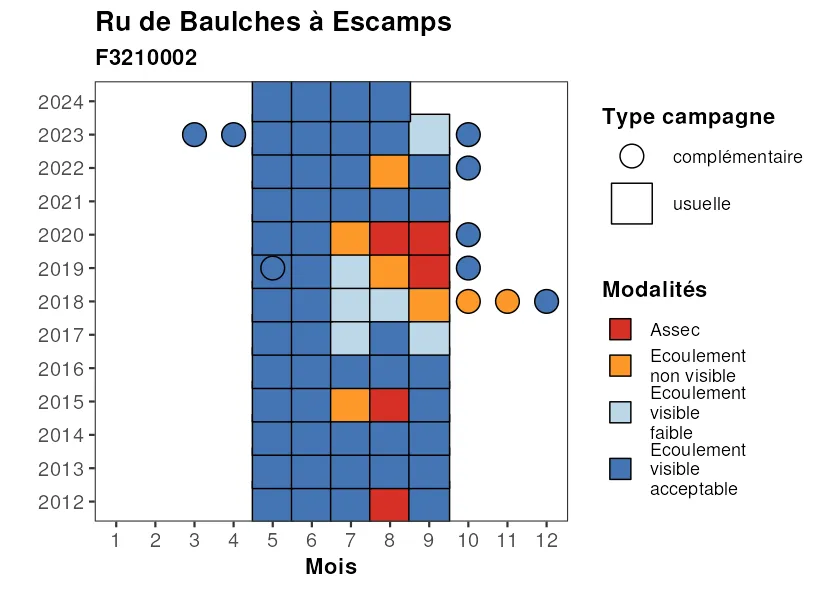 Ru de Baulches à Escamps
F3210002
2024
2023
2022
2021
2020
2019
2018
2017
2016
2015
2014
2013
2012
1 2 3 4 5 6 7 8 9 10 11 12
Mois
Type campagne
complémentaire
usuelle
Modalités
Assec
Ecoulement
non visible
Ecoulement
visible
faible
Ecoulement
visible
acceptable